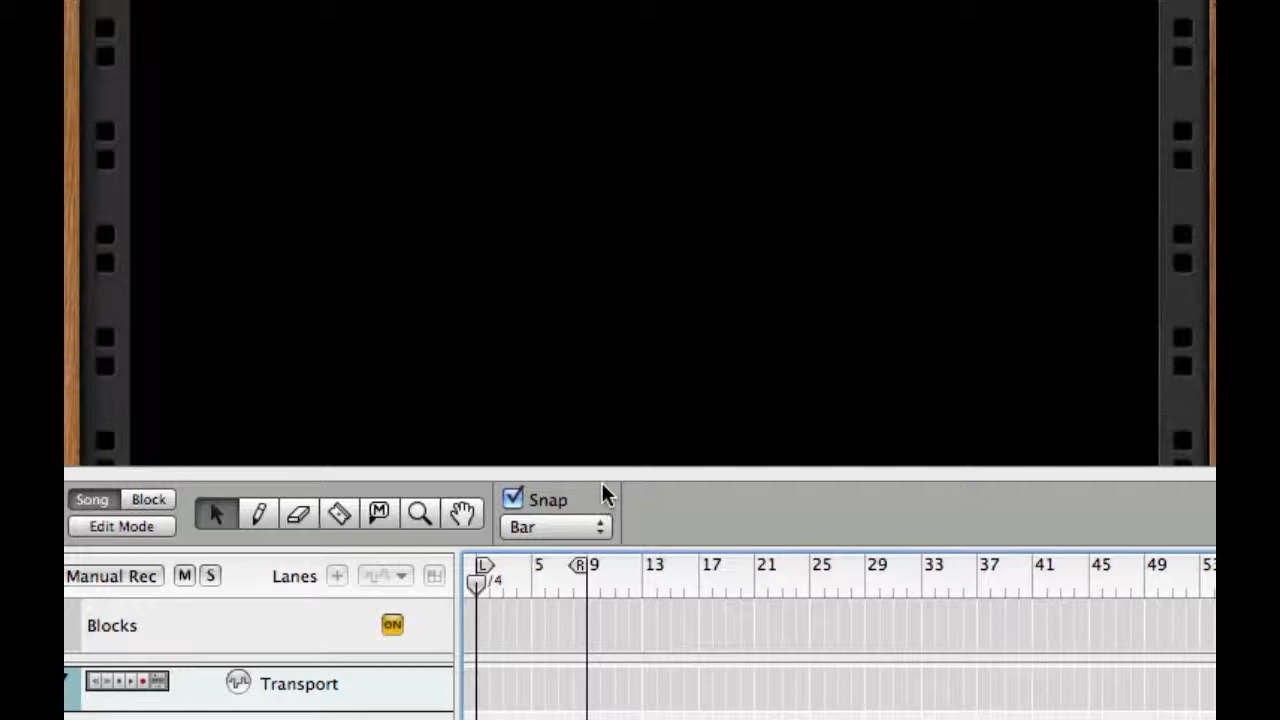 Song Block
Edit Mode
M
Snap
Bar
Manual Rec M S Lanes +
L 5 R 9 13 17 21 25 29 33 37 41 45 49 53
/4
Blocks ON
Transport